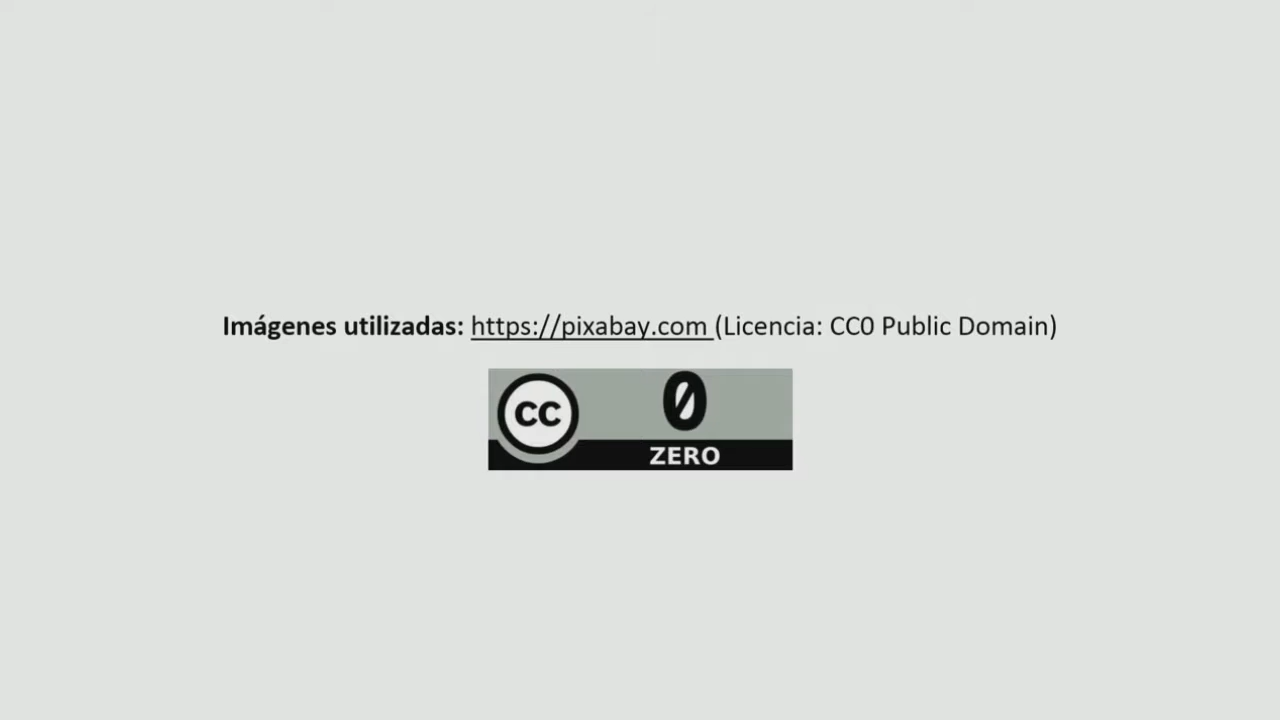 Imágenes utilizadas: https://pixabay.com (Licencia: CC0 Public Domain)
cc 0
ZERO